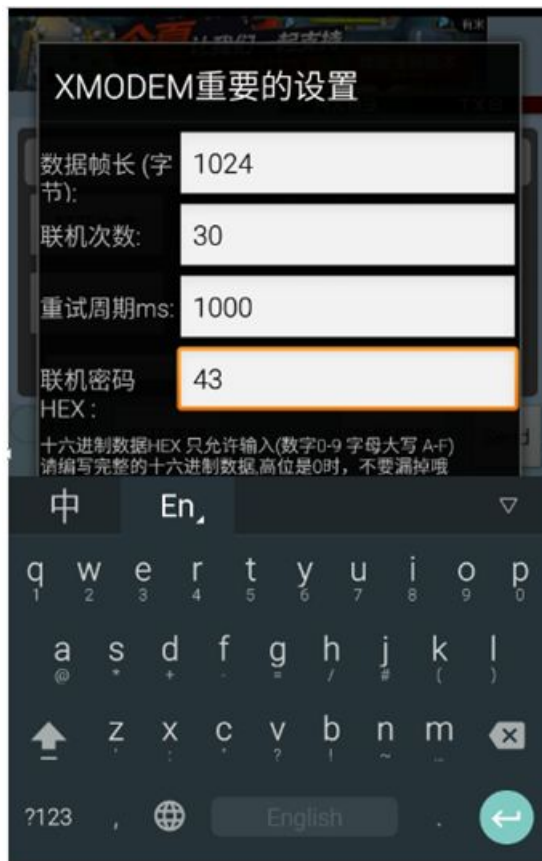 XMODEM重要的设置
数据帧长 (字
节):
1024
联机次数:
30
重试周期ms:
1000
联机密码
HEX :
43
十六进制数据HEX 只允许输入(数字0-9 字母大写 A-F)
请编写完整的十六进制数据,高位是0时，不要漏掉哦
中
En
q w e r t y u i o p
1 2 3 4 5 6 7 8 9 0
a s d f g h j k l
@ * + - = / # ( )
z x c v b n m
' : " ? ! ~ …
?123 , English .